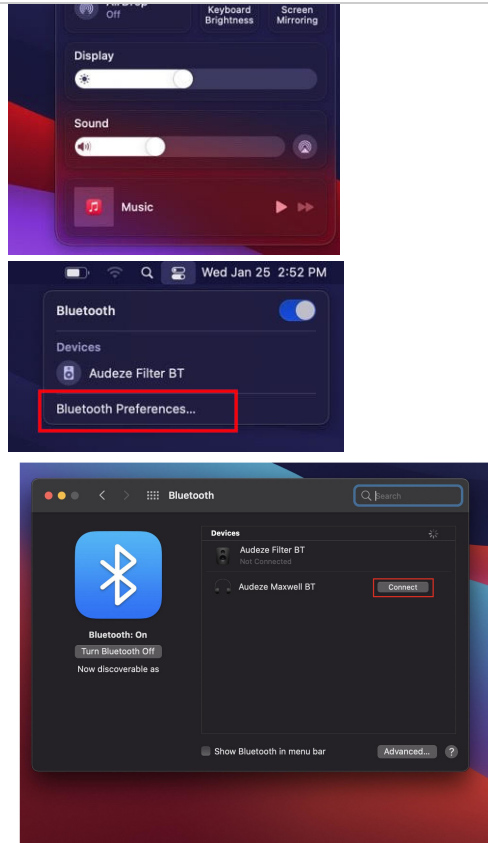 Off
Keyboard
Brightness
Screen
Mirroring
Display
Sound
Music
Wed Jan 25 2:52 PM
Bluetooth
Devices
Audeze Filter BT
Bluetooth Preferences...
Bluetooth
Search
Devices
Audeze Filter BT
Not Connected
Audeze Maxwell BT
Connect
Bluetooth: On
Turn Bluetooth Off
Now discoverable as
Show Bluetooth in menu bar
Advanced...
?